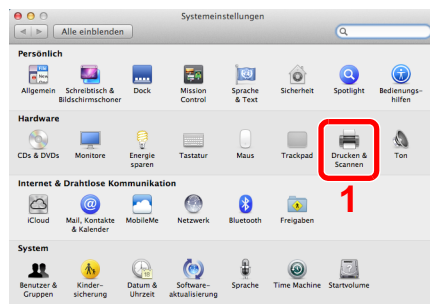 Systemeinstellungen
Alle einblenden
Persönlich
Allgemein
Schreibtisch &
Bildschirmschoner
Dock
Mission
Control
Sprache
& Text
Sicherheit
Spotlight
Bedienungs-
hilfen
Hardware
CDs & DVDs
Monitore
Energie
sparen
Tastatur
Maus
Trackpad
Drucken &
Scannen
Ton
1
Internet & Drahtlose Kommunikation
iCloud
Mail, Kontakte
& Kalender
MobileMe
Netzwerk
Bluetooth
Freigaben
System
Benutzer &
Gruppen
Kinder-
sicherung
Datum &
Uhrzeit
Software-
aktualisierung
Sprache
Time Machine
Startvolume